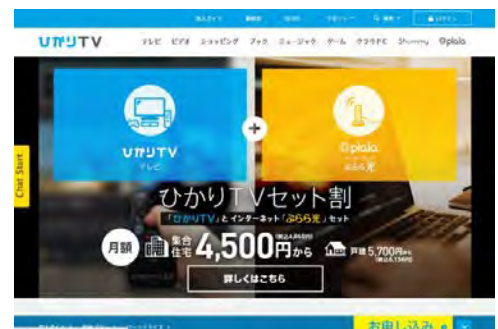 ひかりTV
テレビ ビデオ ショッピング ブック ミュージック ゲーム クラウドPC Shummy plala
ひかりTV
テレビ
+
plala
ぷらら光
Chat Start
ひかりTVセット割
「ひかりTV」とインターネット「ぷらら光」セット
月額 集合住宅 4,500円から 戸建 5,700円から
詳しくはこちら
お申し込み